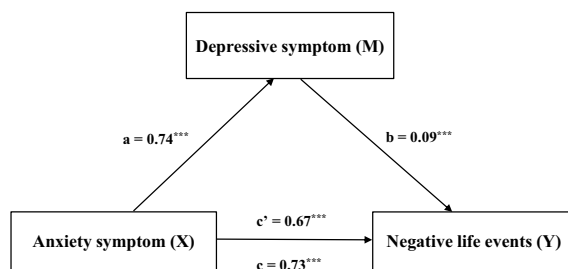 Depressive symptom (M)
a = 0.74***
b = 0.09***
Anxiety symptom (X)
c’ = 0.67***
Negative life events (Y)
c = 0.73***